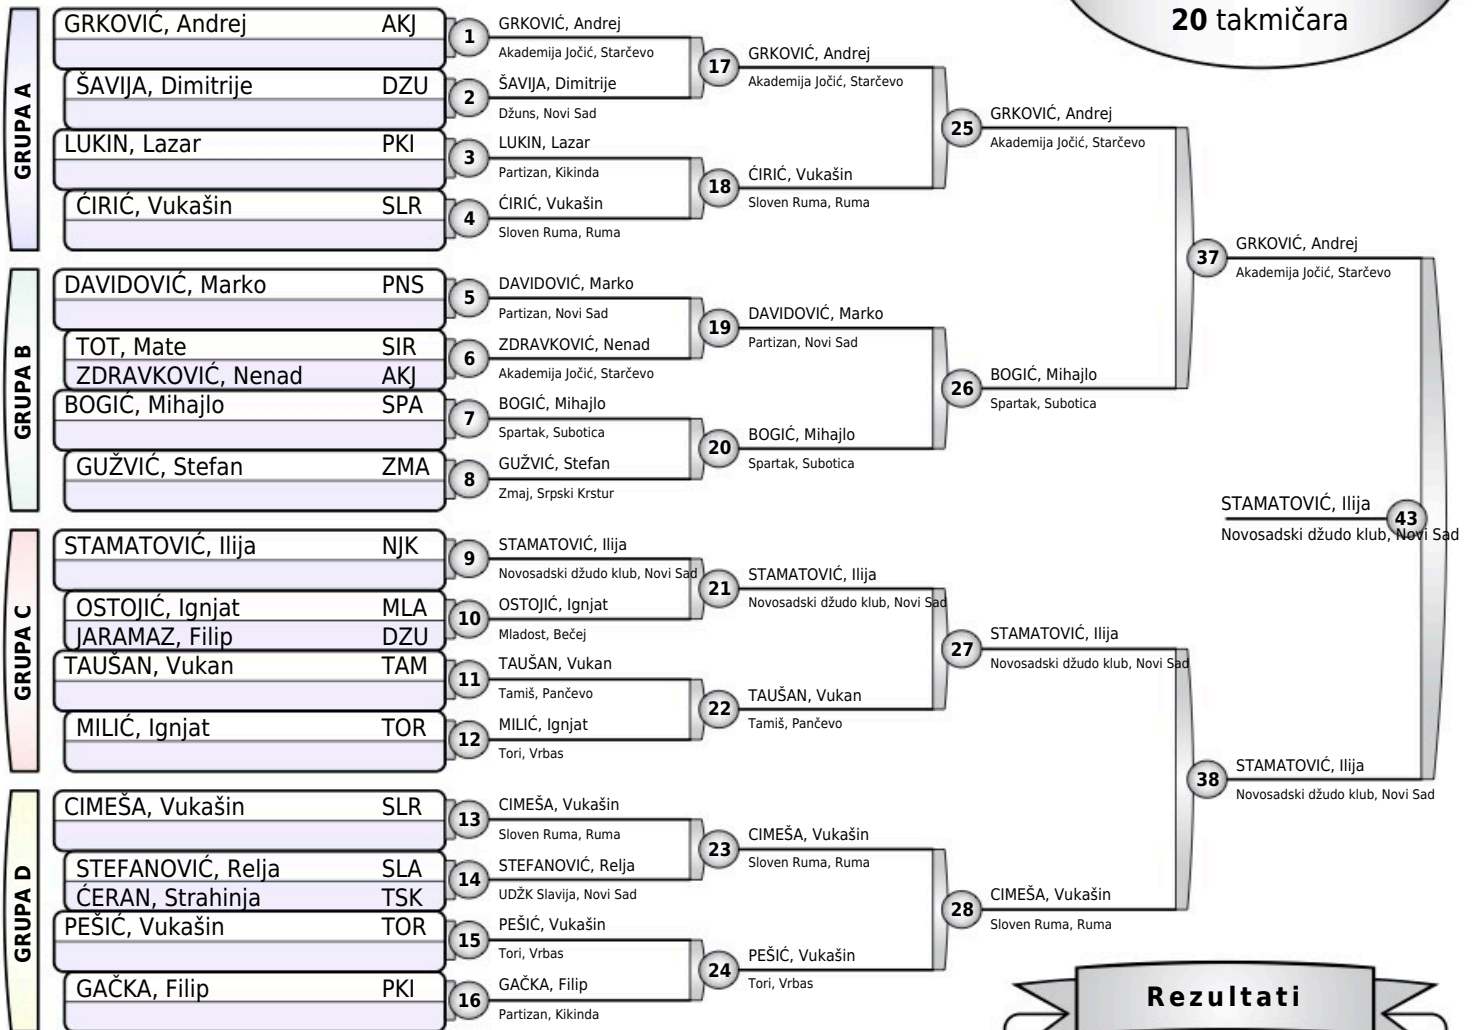 20 takmičara
GRUPA A
GRKOVIĆ, Andrej AKJ
ŠAVIJA, Dimitrije DZU
LUKIN, Lazar PKI
ĆIRIĆ, Vukašin SLR
GRUPA B
DAVIDOVIĆ, Marko PNS
TOT, Mate SIR
ZDRAVKOVIĆ, Nenad AKJ
BOGIĆ, Mihajlo SPA
GUŽVIĆ, Stefan ZMA
GRUPA C
STAMATOVIĆ, Ilija NJK
OSTOJIĆ, Ignjat MLA
JARAMAZ, Filip DZU
TAUŠAN, Vukan TAM
MILIĆ, Ignjat TOR
GRUPA D
CIMEŠA, Vukašin SLR
STEFANOVIĆ, Relja SLA
ĆERAN, Strahinja TSK
PEŠIĆ, Vukašin TOR
GAČKA, Filip PKI
1
GRKOVIĆ, Andrej
Akademija Jočić, Starčevo
2
ŠAVIJA, Dimitrije
Džuns, Novi Sad
3
LUKIN, Lazar
Partizan, Kikinda
4
ĆIRIĆ, Vukašin
Sloven Ruma, Ruma
5
DAVIDOVIĆ, Marko
Partizan, Novi Sad
6
ZDRAVKOVIĆ, Nenad
Akademija Jočić, Starčevo
7
BOGIĆ, Mihajlo
Spartak, Subotica
8
GUŽVIĆ, Stefan
Zmaj, Srpski Krstur
9
STAMATOVIĆ, Ilija
Novosadski džudo klub, Novi Sad
10
OSTOJIĆ, Ignjat
Mladost, Bečej
11
TAUŠAN, Vukan
Tamiš, Pančevo
12
MILIĆ, Ignjat
Tori, Vrbas
13
CIMEŠA, Vukašin
Sloven Ruma, Ruma
14
STEFANOVIĆ, Relja
UDŽK Slavija, Novi Sad
15
PEŠIĆ, Vukašin
Tori, Vrbas
16
GAČKA, Filip
Partizan, Kikinda
17
GRKOVIĆ, Andrej
Akademija Jočić, Starčevo
18
ĆIRIĆ, Vukašin
Sloven Ruma, Ruma
19
DAVIDOVIĆ, Marko
Partizan, Novi Sad
20
BOGIĆ, Mihajlo
Spartak, Subotica
21
STAMATOVIĆ, Ilija
Novosadski džudo klub, Novi Sad
22
TAUŠAN, Vukan
Tamiš, Pančevo
23
CIMEŠA, Vukašin
Sloven Ruma, Ruma
24
PEŠIĆ, Vukašin
Tori, Vrbas
25
GRKOVIĆ, Andrej
Akademija Jočić, Starčevo
26
BOGIĆ, Mihajlo
Spartak, Subotica
27
STAMATOVIĆ, Ilija
Novosadski džudo klub, Novi Sad
28
CIMEŠA, Vukašin
Sloven Ruma, Ruma
37
GRKOVIĆ, Andrej
Akademija Jočić, Starčevo
38
STAMATOVIĆ, Ilija
Novosadski džudo klub, Novi Sad
43
STAMATOVIĆ, Ilija
Novosadski džudo klub, Novi Sad
Rezultati